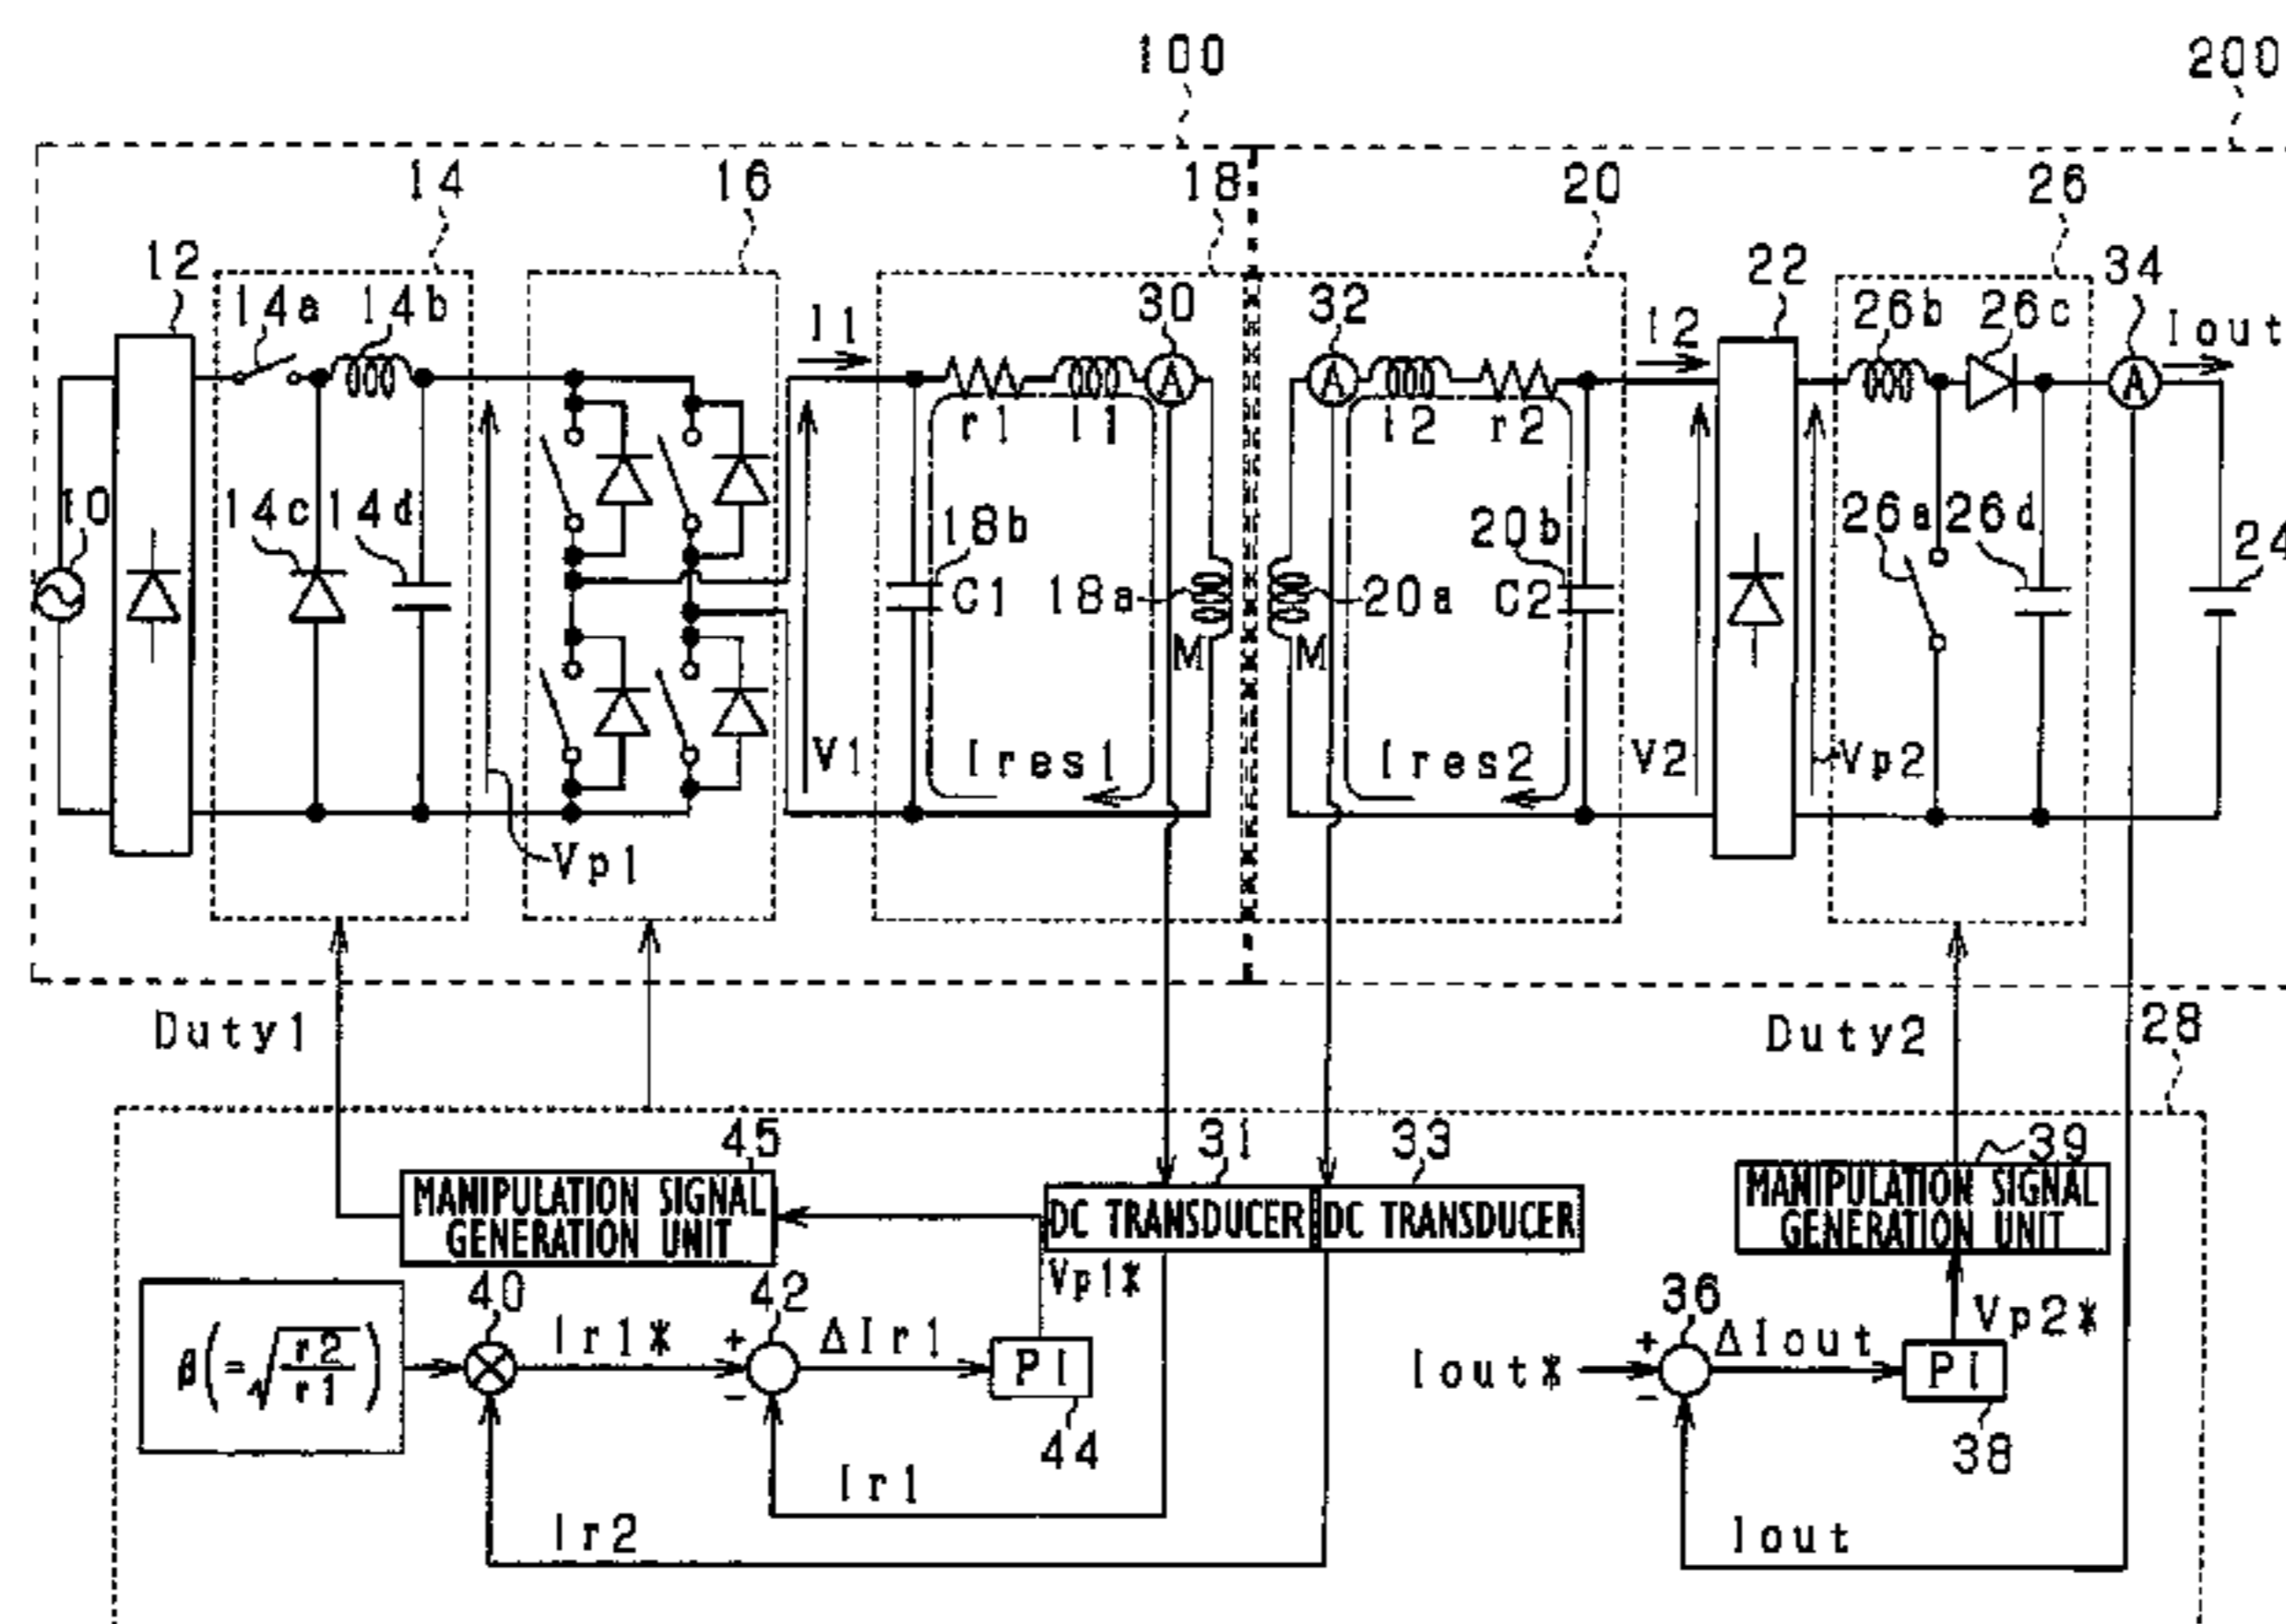 100
200
14
16
18
20
26
12
14a
14b
I1
30
32
I2
22
26b
26c
34
Iout
r1
l1
l2
r2
10
14c
14d
18b
C1
18a
20a
20b
C2
26a
26d
24
M
M
V1
Ires1
Ires2
V2
Vp2
Vp1
Duty1
Duty2
28
45
31
33
39
MANIPULATION SIGNAL
GENERATION UNIT
DC TRANSDUCER
DC TRANSDUCER
MANIPULATION SIGNAL
GENERATION UNIT
Vp1*
40
42
36
Vp2*
β(=√r2/r1)
Ir1*
+
-
ΔIr1
PI
44
Iout*
+
-
ΔIout
PI
38
Ir1
Ir2
Iout